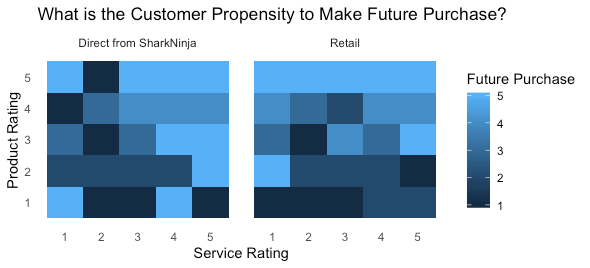 What is the Customer Propensity to Make Future Purchase?
Direct from SharkNinja
Retail
Product Rating
5
4
3
2
1
1 2 3 4 5
1 2 3 4 5
Service Rating
Future Purchase
5
4
3
2
1